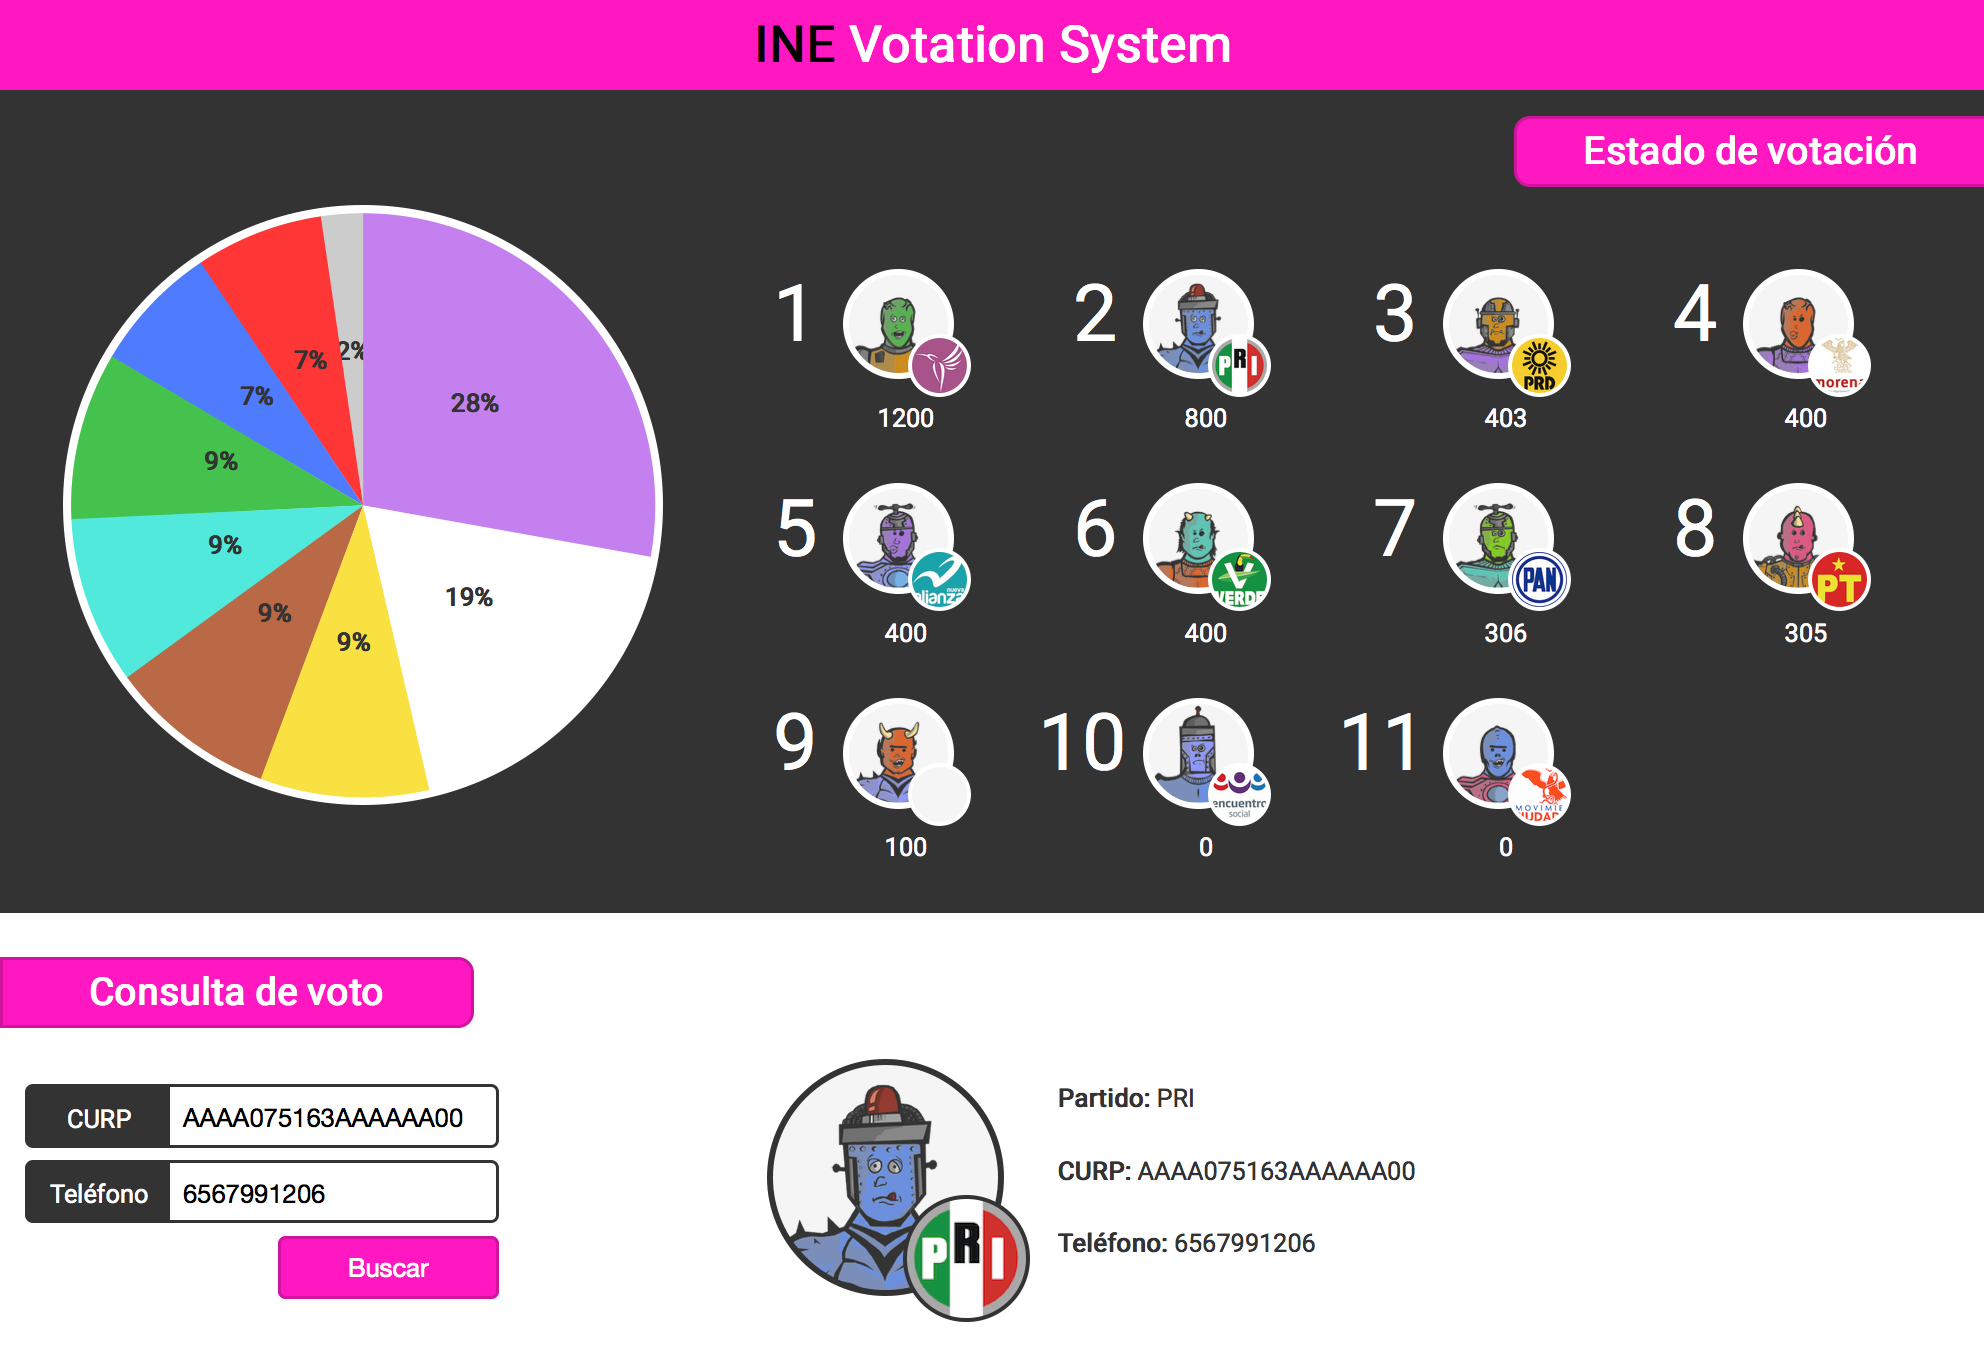 INE Votation System
Estado de votación
28%
19%
9%
9%
9%
9%
7%
7%
2%
1
1200
2
PRI
800
3
PRD
403
4
morena
400
5
nueva
alianza
400
6
VERDE
400
7
PAN
306
8
PT
305
9
100
10
encuentro
social
0
11
MOVIMIE
IUDAD
0
Consulta de voto
CURP AAAA075163AAAAAA00
Teléfono 6567991206
Buscar
PRI
Partido: PRI
CURP: AAAA075163AAAAAA00
Teléfono: 6567991206